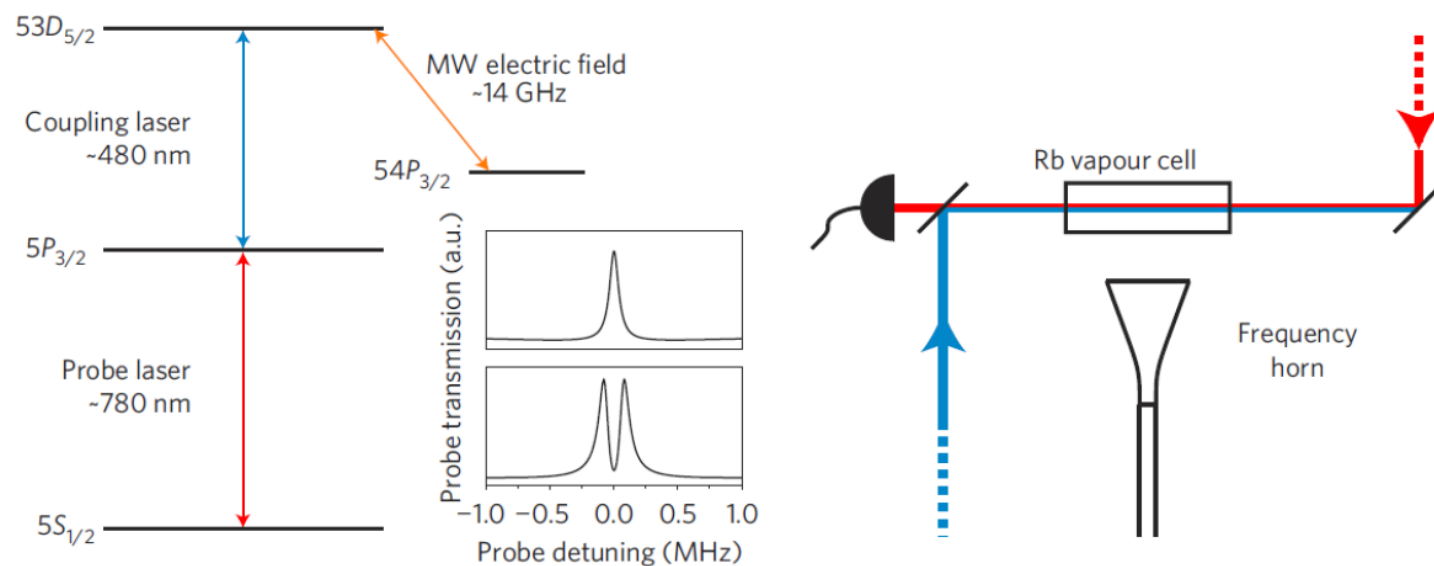 53D5/2
MW electric field
~14 GHz
Coupling laser
~480 nm
54P3/2
5P3/2
Probe laser
~780 nm
5S1/2
Probe transmission (a.u.)
−1.0 −0.5 0.0 0.5 1.0
Probe detuning (MHz)
Rb vapour cell
Frequency
horn